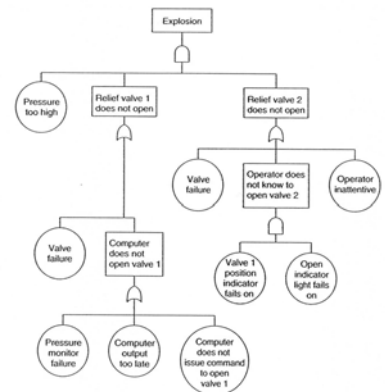 Explosion
Pressure
too high
Relief valve 1
does not open
Relief valve 2
does not open
Valve
failure
Operator does
not know to
open valve 2
Operator
inattentive
Valve
failure
Computer
does not
open valve 1
Valve 1
position
indicator
fails on
Open
indicator
light fails
on
Pressure
monitor
failure
Computer
output
too late
Computer
does not
issue command
to open
valve 1